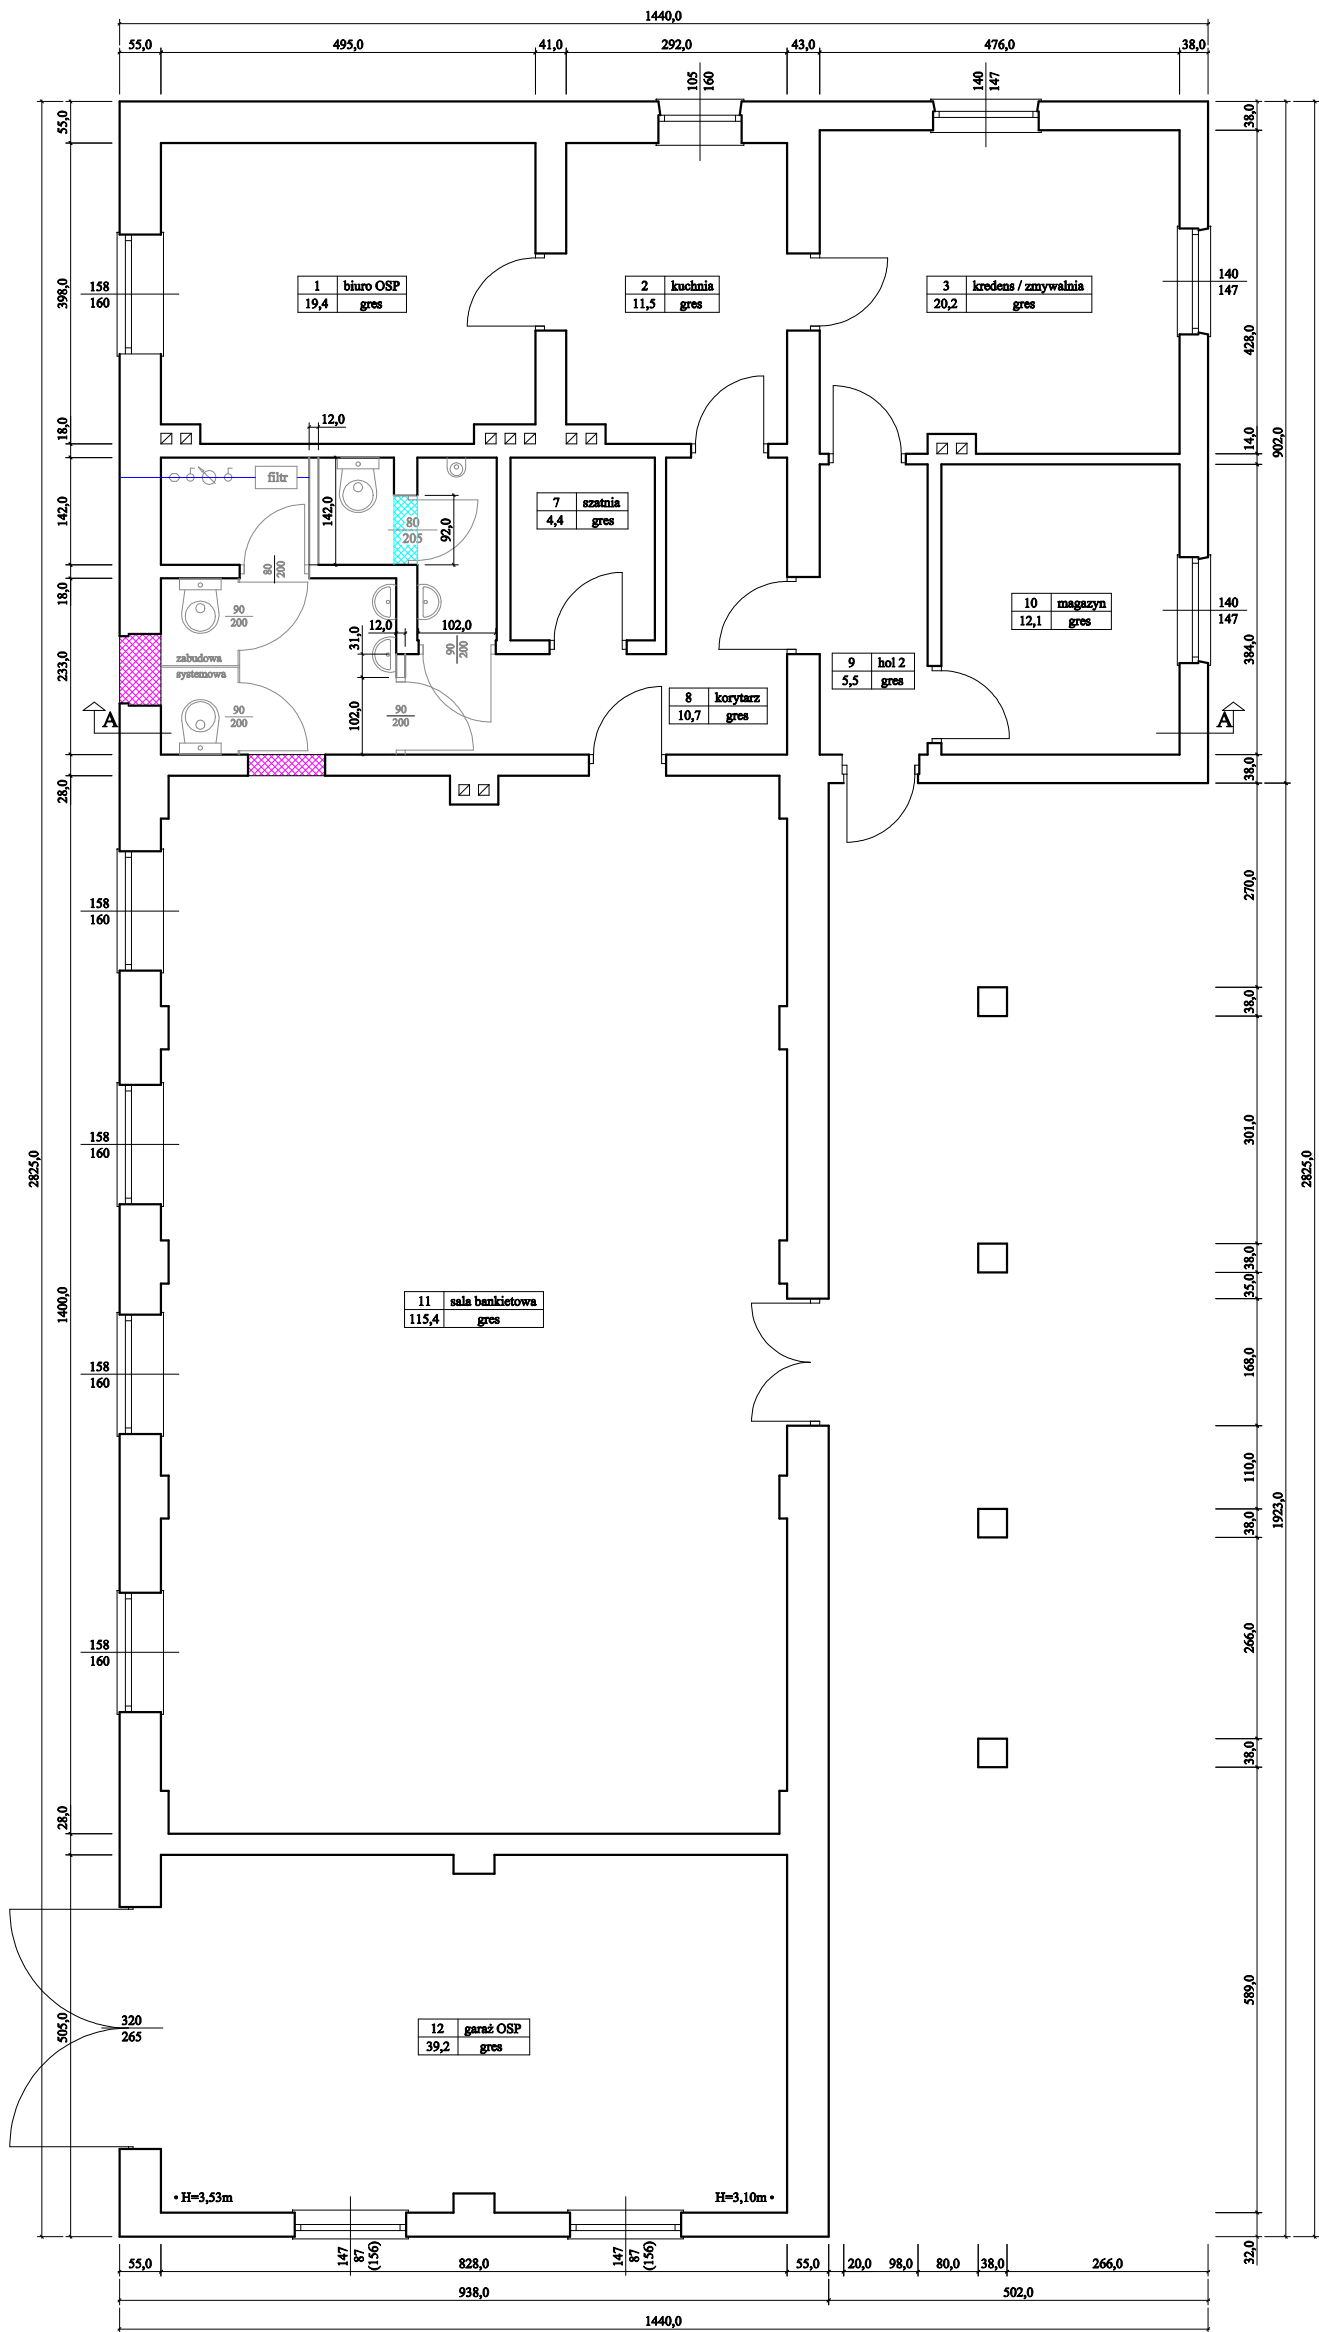 1440,0
55,0 495,0 41,0 292,0 43,0 476,0 38,0
105
160
140
147
55,0
38,0
398,0
158
160
1 biuro OSP
19,4 gres
2 kuchnia
11,5 gres
3 kredens / zmywalnia
20,2 gres
140
147
428,0
18,0
12,0
14,0
902,0
142,0
filtr
142,0
80
205
92,0
7 szatnia
4,4 gres
80
200
18,0
90
200
12,0
102,0
31,0
90
200
10 magazyn
12,1 gres
140
147
384,0
233,0
zabudowa
systemowa
9 hol 2
5,5 gres
8 korytarz
10,7 gres
A
90
200
102,0
90
200
A
28,0
38,0
158
160
270,0
38,0
158
160
301,0
2825,0
2825,0
38,0
35,0
1400,0
11 sala bankietowa
115,4 gres
158
160
168,0
110,0
38,0
1923,0
158
160
266,0
38,0
28,0
589,0
505,0
320
265
12 garaż OSP
39,2 gres
H=3,53m
H=3,10m
32,0
147
87
(156)
147
87
(156)
55,0 828,0 55,0 20,0 98,0 80,0 38,0 266,0
938,0 502,0
1440,0